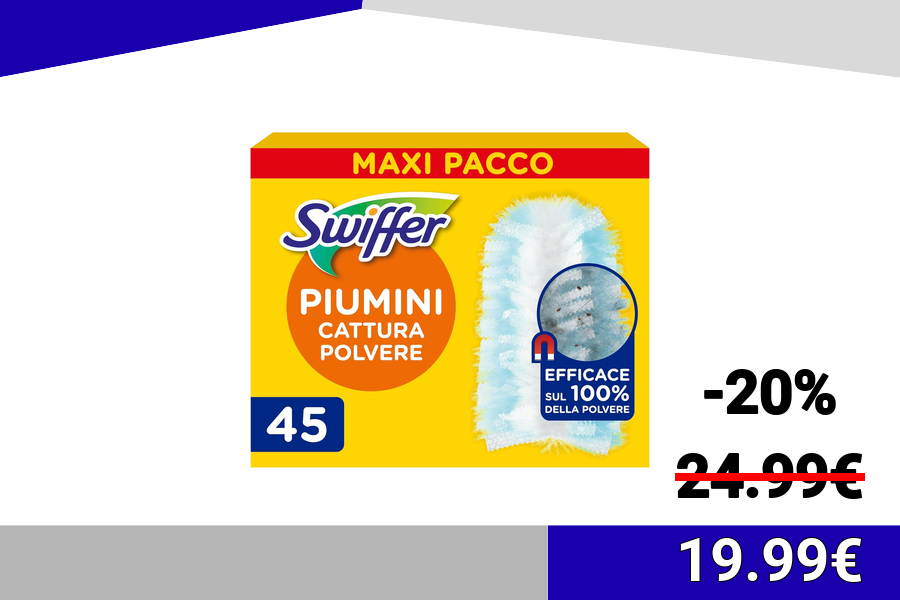 MAXI PACCO
Swiffer
PIUMINI
CATTURA
POLVERE
EFFICACE
SUL 100%
DELLA POLVERE
45
-20%
24.99€
19.99€